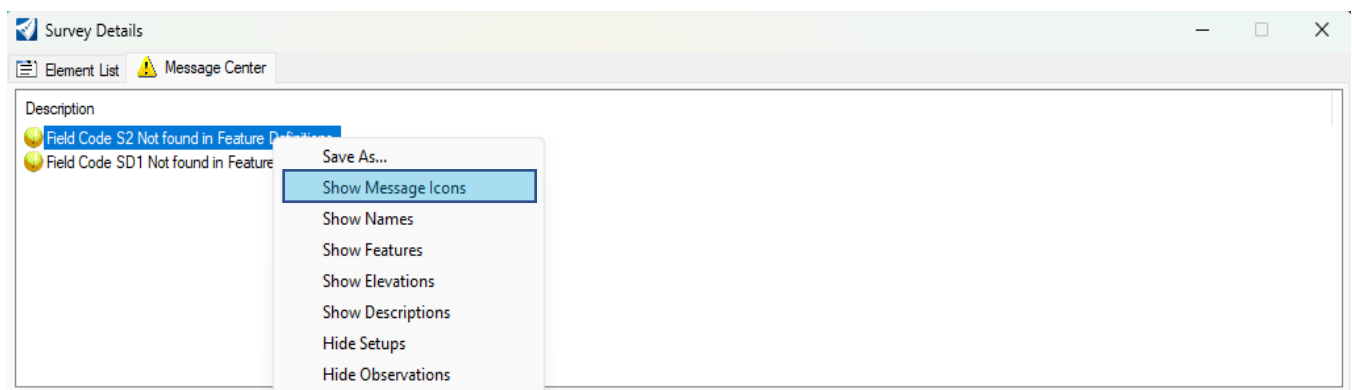 Survey Details
Element List Message Center
Description
Field Code S2 Not found in Feature
Field Code SD1 Not found in Feature
Save As...
Show Message Icons
Show Names
Show Features
Show Elevations
Show Descriptions
Hide Setups
Hide Observations